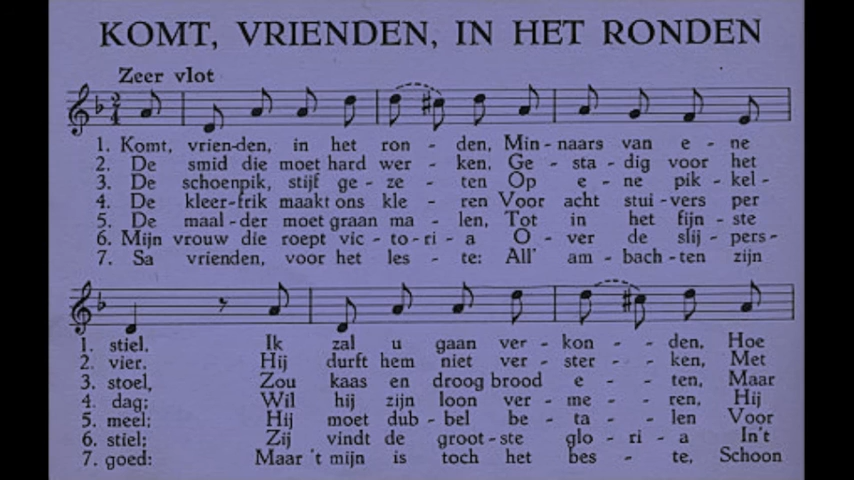 KOMT, VRIENDEN, IN HET RONDEN
Zeer vlot
2
4
1. Komt, vrien-den, in het ron - den, Min-naars van e - ne
2. De smid die moet hard wer - ken, Ge - sta - dig voor het
3. De schoenpik, stijf ge - ze - ten Op e - ne pik - kel-
4. De kleer-frik maakt ons kle - ren Voor acht stui-vers per
5. De maal-der moet graan ma - len, Tot in het fijn - ste
6. Mijn vrouw die roept vic-to-ri - a O - ver de slij - pers-
7. Sa vrienden, voor het les - te: All' am - bach-ten zijn
1. stiel, Ik zal u gaan ver - kon - - den, Hoe
2. vier. Hij durft hem niet ver - ster - - ken, Met
3. stoel, Zou kaas en droog brood e - - ten, Maar
4. dag; Wil hij zijn loon ver - me - - ren, Hij
5. meel; Hij moet dub - bel be - ta - - len Voor
6. stiel; Zij vindt de groot-ste glo - ri - a In't
7. goed: Maar 't mijn is toch het bes - te, Schoon